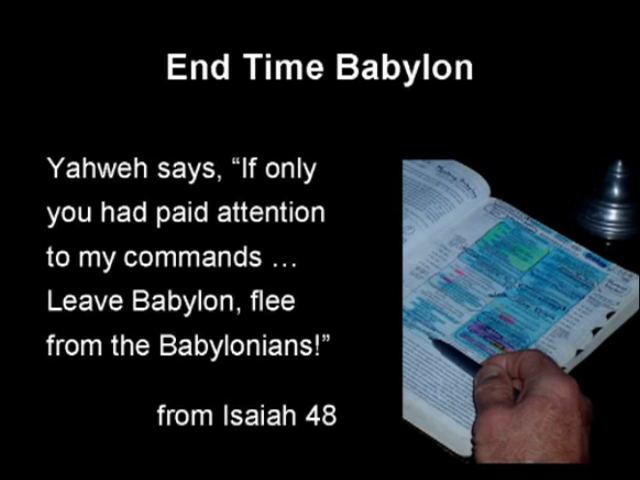 End Time Babylon
Yahweh says, “If only
you had paid attention
to my commands …
Leave Babylon, flee
from the Babylonians!”
from Isaiah 48